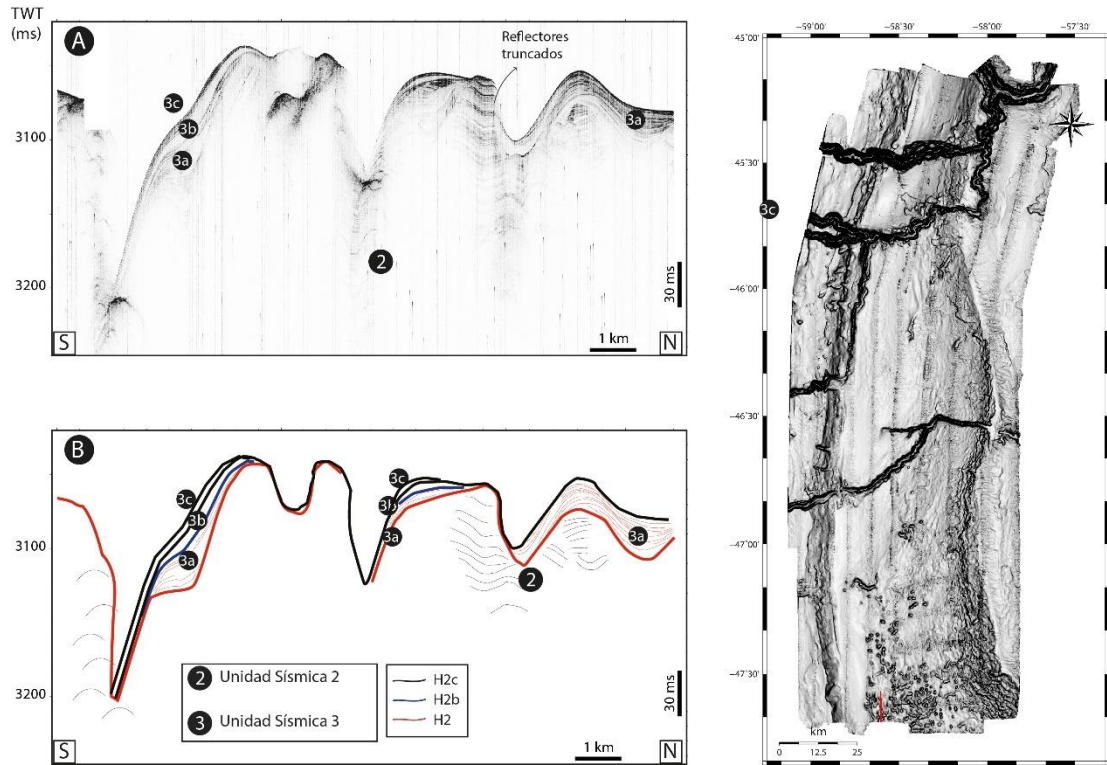 TWT
(ms)
A
Reflectores
truncados
3c
3b
3a
3a
3100
2
3200
30 ms
1 km
S
N
B
3c
3b
3a
3c
3b
3a
3a
3100
2
2 Unidad Sísmica 2
3 Unidad Sísmica 3
H2c
H2b
H2
3200
30 ms
1 km
S
N
−59˚00' −58˚30' −58˚00' −57˚30'
−45˚00'
−45˚30'
3c
−46˚00'
−46˚30'
−47˚00'
−47˚30'
km
0 12.5 25